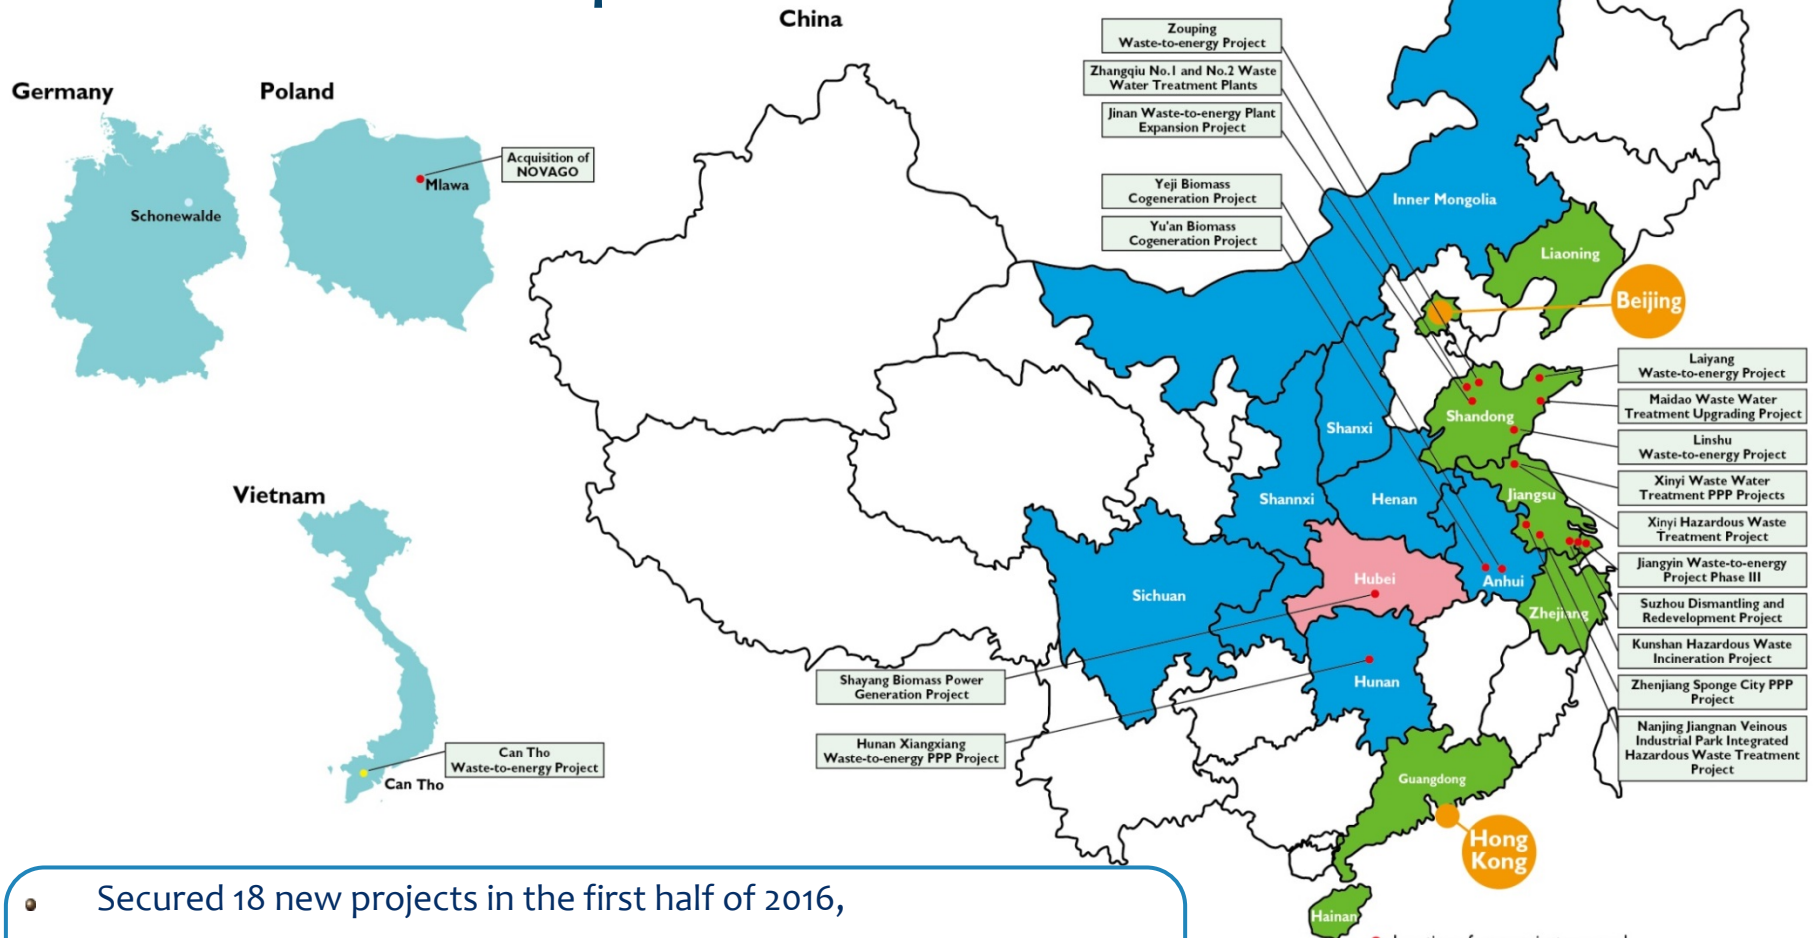 China
Germany
Poland
Schonewalde
Mlawa
Acquisition of
NOVAGO
Vietnam
Can Tho
Can Tho
Waste-to-energy Project
Zouping
Waste-to-energy Project
Zhangqiu No.1 and No.2 Waste
Water Treatment Plants
Jinan Waste-to-energy Plant
Expansion Project
Yeji Biomass
Cogeneration Project
Yu'an Biomass
Cogeneration Project
Inner Mongolia
Liaoning
Beijing
Shandong
Shanxi
Shannxi
Henan
Jiangsu
Hubei
Anhui
Sichuan
Zhejiang
Hunan
Guangdong
Hong
Kong
Hainan
Laiyang
Waste-to-energy Project
Maidao Waste Water
Treatment Upgrading Project
Linshu
Waste-to-energy Project
Xinyi Waste Water
Treatment PPP Projects
Xinyi Hazardous Waste
Treatment Project
Jiangyin Waste-to-energy
Project Phase III
Suzhou Dismantling and
Redevelopment Project
Kunshan Hazardous Waste
Incineration Project
Zhenjiang Sponge City PPP
Project
Nanjing Jiangnan Veinous
Industrial Park Integrated
Hazardous Waste Treatment
Project
Shayang Biomass Power
Generation Project
Hunan Xiangxiang
Waste-to-energy PPP Project
Secured 18 new projects in the first half of 2016,